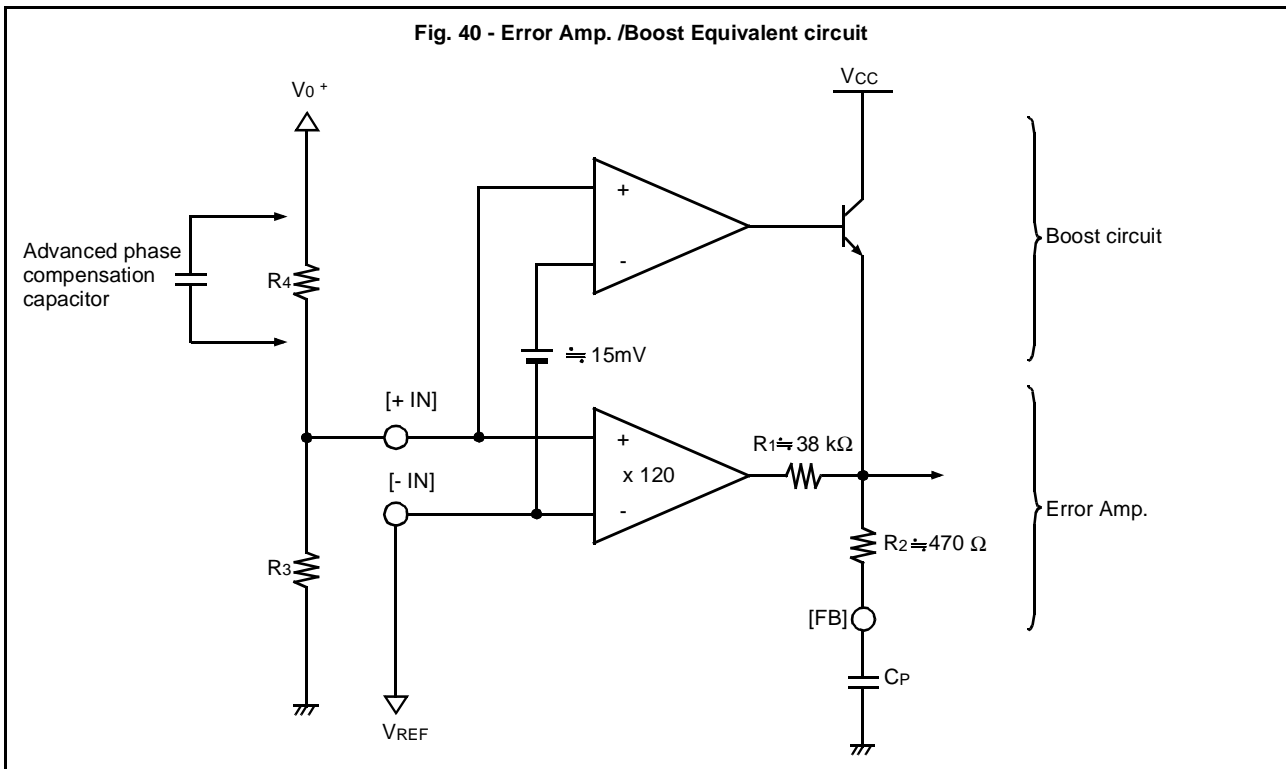 Fig. 40 - Error Amp. /Boost Equivalent circuit
VCC
V0 +
+
-
Boost circuit
Advanced phase
compensation
capacitor
R4
≒ 15mV
[+ IN]
+
x 120
-
R1≒ 38 kΩ
[- IN]
Error Amp.
R2≒470 Ω
R3
[FB]
CP
VREF